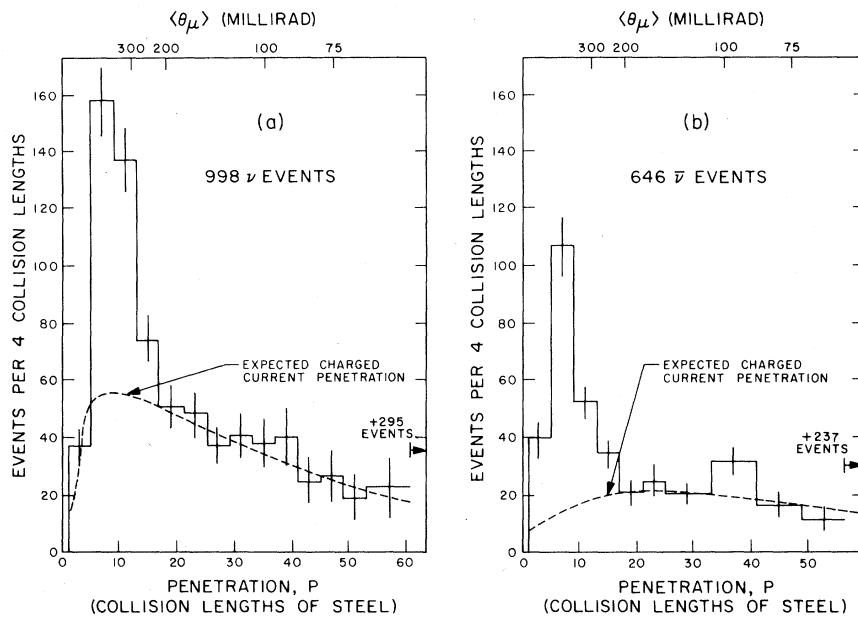 ⟨θμ⟩ (MILLIRAD)
300 200 100 75
(a)
998 ν EVENTS
EXPECTED CHARGED
CURRENT PENETRATION
+295
EVENTS
EVENTS PER 4 COLLISION LENGTHS
160
140
120
100
80
60
40
20
0
0 10 20 30 40 50 60
PENETRATION, P
(COLLISION LENGTHS OF STEEL)
⟨θμ⟩ (MILLIRAD)
300 200 100 75
(b)
646 ν̅ EVENTS
EXPECTED CHARGED
CURRENT PENETRATION
+237
EVENTS
EVENTS PER 4 COLLISION LENGTHS
160
140
120
100
80
60
40
20
0
0 10 20 30 40 50
PENETRATION, P
(COLLISION LENGTHS OF STEEL)